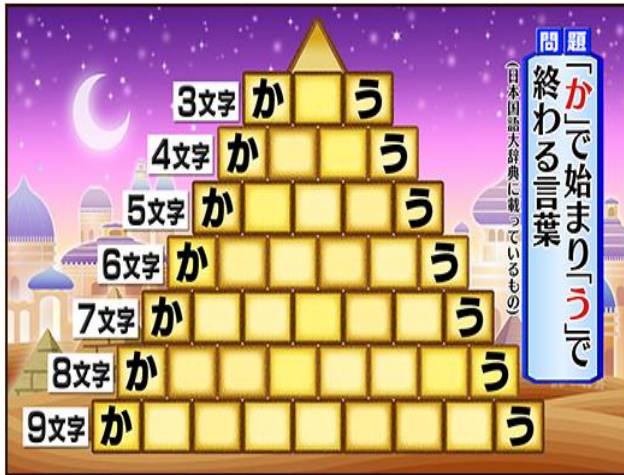 問題
「か」で始まり「う」で
終わる言葉
(日本国語大辞典に載っているもの)
3文字 か う
4文字 か う
5文字 か う
6文字 か う
7文字 か う
8文字 か う
9文字 か う